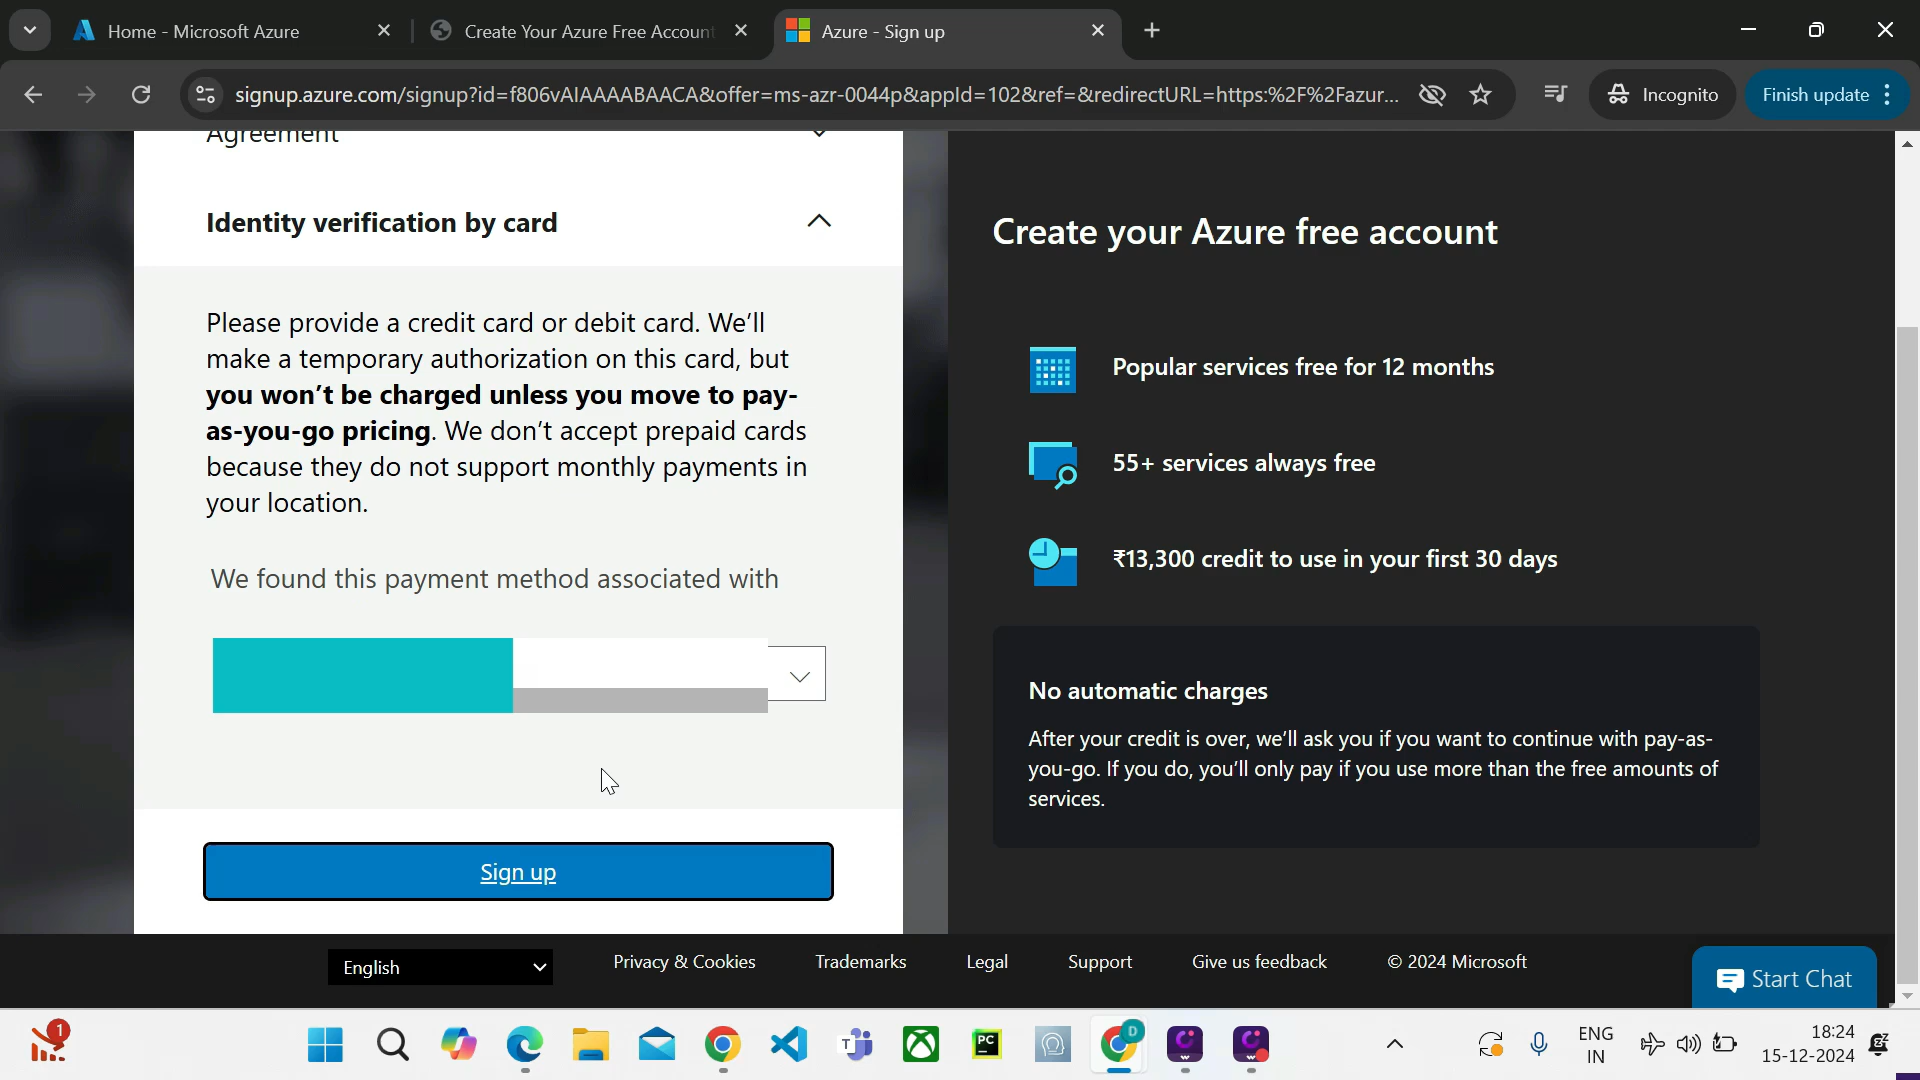 Home - Microsoft Azure
Create Your Azure Free Account
Azure - Sign up
signup.azure.com/signup?id=f806vAIAAAABAACA&offer=ms-azr-0044p&appId=102&ref=&redirectURL=https:%2F%2Fazur...
Incognito
Finish update
Agreement
Identity verification by card
Please provide a credit card or debit card. We’ll
make a temporary authorization on this card, but
you won’t be charged unless you move to pay-
as-you-go pricing. We don’t accept prepaid cards
because they do not support monthly payments in
your location.
We found this payment method associated with
Sign up
Create your Azure free account
Popular services free for 12 months
55+ services always free
₹13,300 credit to use in your first 30 days
No automatic charges
After your credit is over, we’ll ask you if you want to continue with pay-as-
you-go. If you do, you’ll only pay if you use more than the free amounts of
services.
English
Privacy & Cookies
Trademarks
Legal
Support
Give us feedback
© 2024 Microsoft
Start Chat
1
T
PC
D
ENG
IN
18:24
15-12-2024